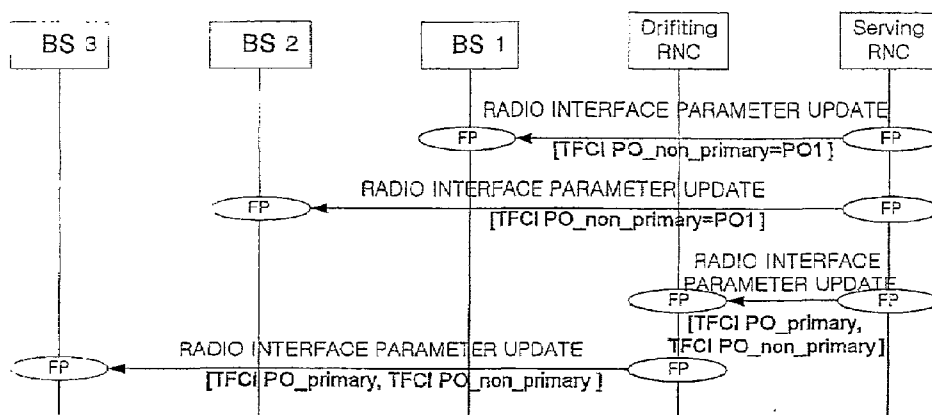 BS 3
BS 2
BS 1
Drifiting
RNC
Serving
RNC
RADIO INTERFACE PARAMETER UPDATE
FP
FP
[TFCI PO_non_primary=PO1]
RADIO INTERFACE PARAMETER UPDATE
FP
FP
[TFCI PO_non_primary=PO1]
RADIO INTERFACE
PARAMETER UPDATE
FP
FP
[TFCI PO_primary,
TFCI PO_non_primary]
RADIO INTERFACE PARAMETER UPDATE
FP
FP
[TFCI PO_primary, TFCI PO_non_primary ]